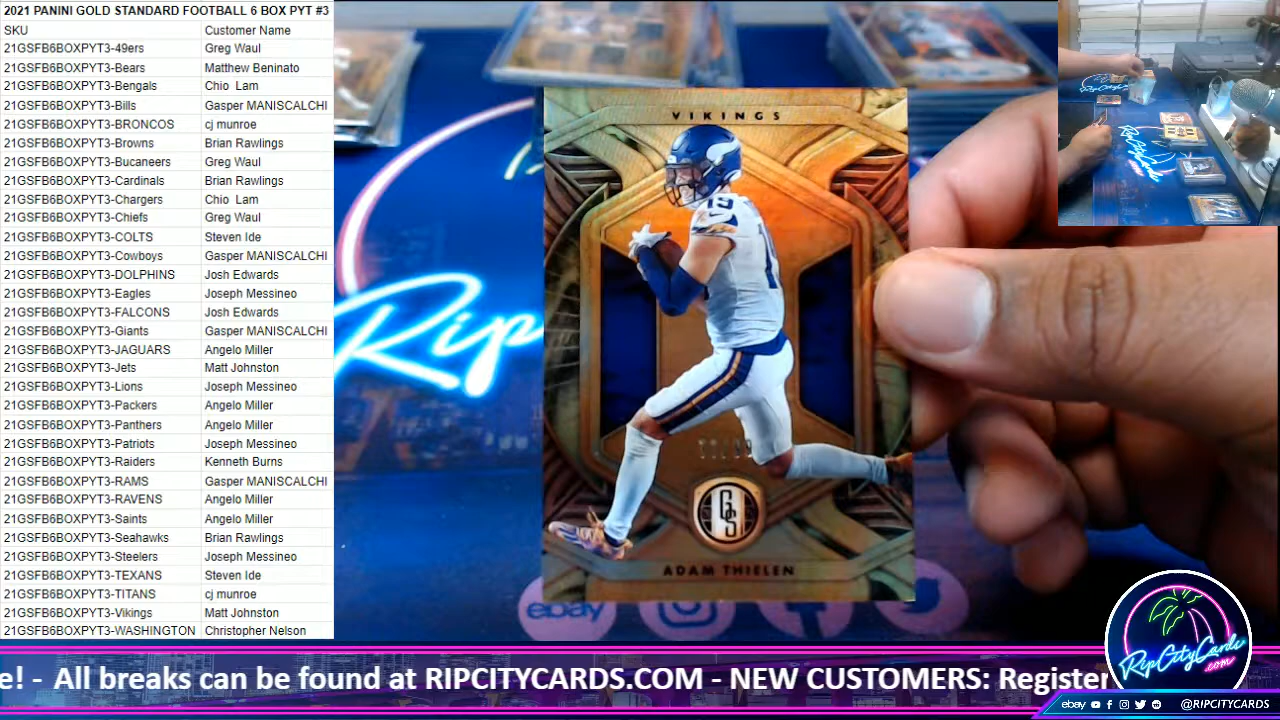 2021 PANINI GOLD STANDARD FOOTBALL 6 BOX PYT #3
SKU Customer Name
21GSFB6BOXPYT3-49ers Greg Waul
21GSFB6BOXPYT3-Bears Matthew Beninato
21GSFB6BOXPYT3-Bengals Chio Lam
21GSFB6BOXPYT3-Bills Gasper MANISCALCHI
21GSFB6BOXPYT3-BRONCOS cj munroe
21GSFB6BOXPYT3-Browns Brian Rawlings
21GSFB6BOXPYT3-Bucaneers Greg Waul
21GSFB6BOXPYT3-Cardinals Brian Rawlings
21GSFB6BOXPYT3-Chargers Chio Lam
21GSFB6BOXPYT3-Chiefs Greg Waul
21GSFB6BOXPYT3-COLTS Steven Ide
21GSFB6BOXPYT3-Cowboys Gasper MANISCALCHI
21GSFB6BOXPYT3-DOLPHINS Josh Edwards
21GSFB6BOXPYT3-Eagles Joseph Messineo
21GSFB6BOXPYT3-FALCONS Josh Edwards
21GSFB6BOXPYT3-Giants Gasper MANISCALCHI
21GSFB6BOXPYT3-JAGUARS Angelo Miller
21GSFB6BOXPYT3-Jets Matt Johnston
21GSFB6BOXPYT3-Lions Joseph Messineo
21GSFB6BOXPYT3-Packers Angelo Miller
21GSFB6BOXPYT3-Panthers Angelo Miller
21GSFB6BOXPYT3-Patriots Joseph Messineo
21GSFB6BOXPYT3-Raiders Kenneth Burns
21GSFB6BOXPYT3-RAMS Gasper MANISCALCHI
21GSFB6BOXPYT3-RAVENS Angelo Miller
21GSFB6BOXPYT3-Saints Angelo Miller
21GSFB6BOXPYT3-Seahawks Brian Rawlings
21GSFB6BOXPYT3-Steelers Joseph Messineo
21GSFB6BOXPYT3-TEXANS Steven Ide
21GSFB6BOXPYT3-TITANS cj munroe
21GSFB6BOXPYT3-Vikings Matt Johnston
21GSFB6BOXPYT3-WASHINGTON Christopher Nelson
VIKINGS
19
GS
ADAM THIELEN
Rip
ebay
RipCityCards
RipCityCards
.com
e - All breaks can be found at RIPCITYCARDS.COM - NEW CUSTOMERS: Register
ebay @RIPCITYCARDS